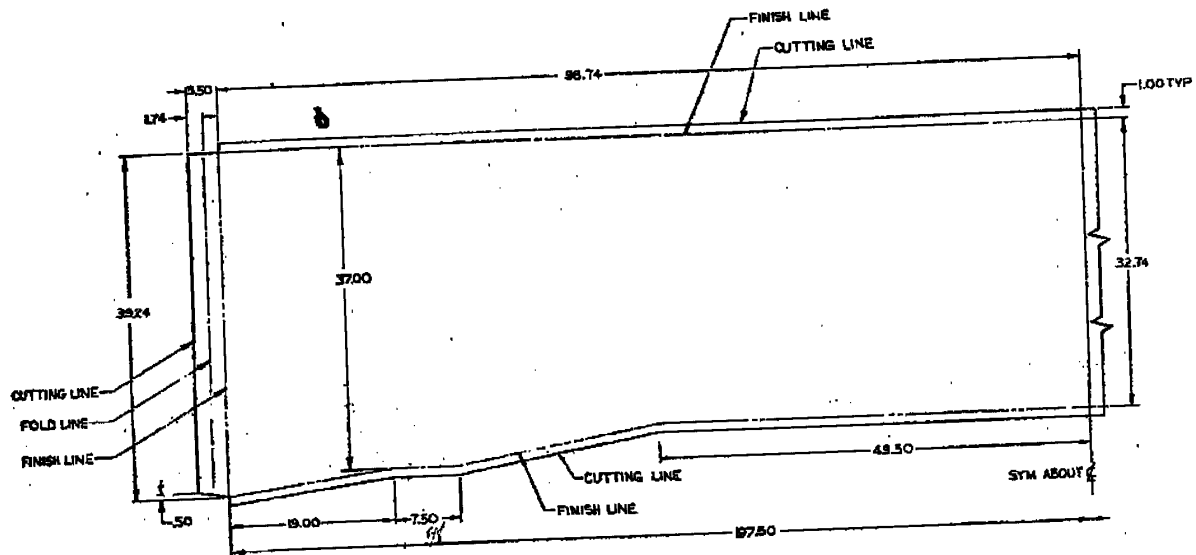 FINISH LINE
CUTTING LINE
98.74
3.50
1.74
1.00 TYP
37.00
32.74
39.24
CUTTING LINE
FOLD LINE
FINISH LINE
49.50
CUTTING LINE
SYM ABOUT ℄
.50
19.00
7.50
FINISH LINE
197.50